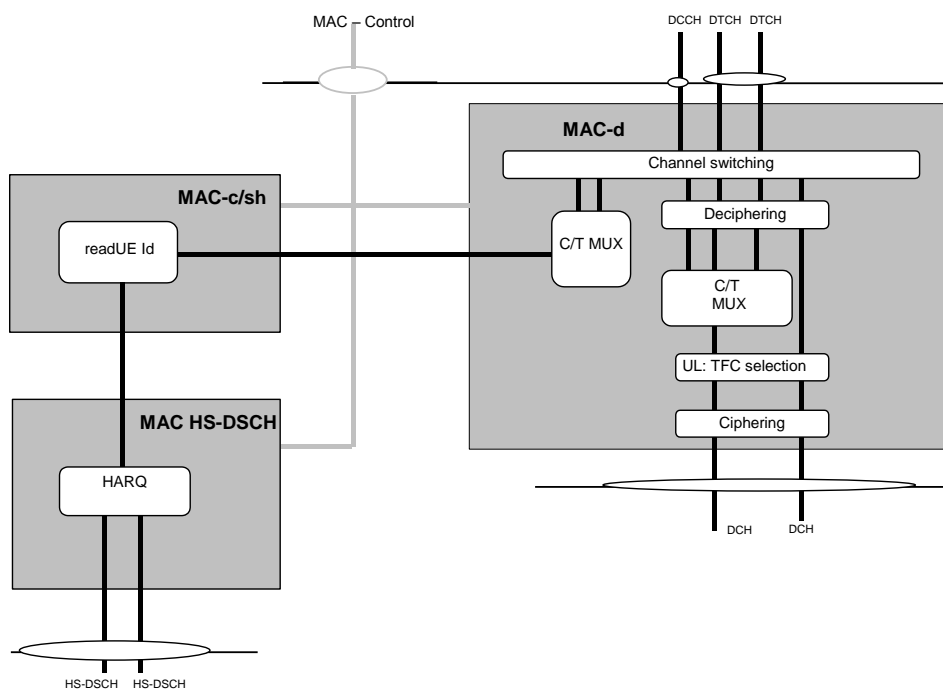 MAC – Control
DCCH DTCH DTCH
MAC-d
Channel switching
MAC-c/sh
readUE Id
C/T MUX
Deciphering
C/T
MUX
UL: TFC selection
Ciphering
MAC HS-DSCH
HARQ
DCH
DCH
HS-DSCH HS-DSCH